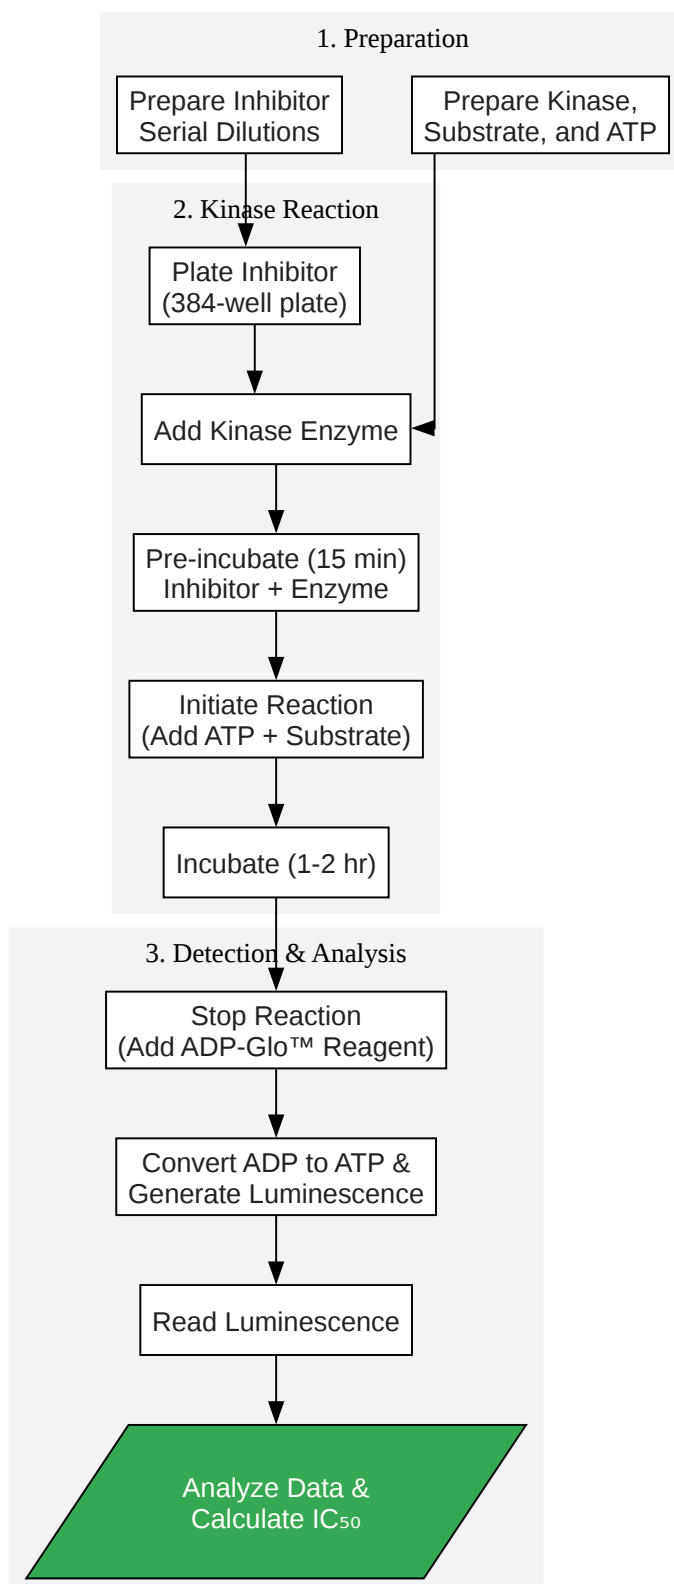 1. Preparation
Prepare Inhibitor
Serial Dilutions
Prepare Kinase,
Substrate, and ATP
2. Kinase Reaction
Plate Inhibitor
(384-well plate)
Add Kinase Enzyme
Pre-incubate (15 min)
Inhibitor + Enzyme
Initiate Reaction
(Add ATP + Substrate)
Incubate (1-2 hr)
3. Detection & Analysis
Stop Reaction
(Add ADP-Glo™ Reagent)
Convert ADP to ATP &
Generate Luminescence
Read Luminescence
Analyze Data &
Calculate IC₅₀